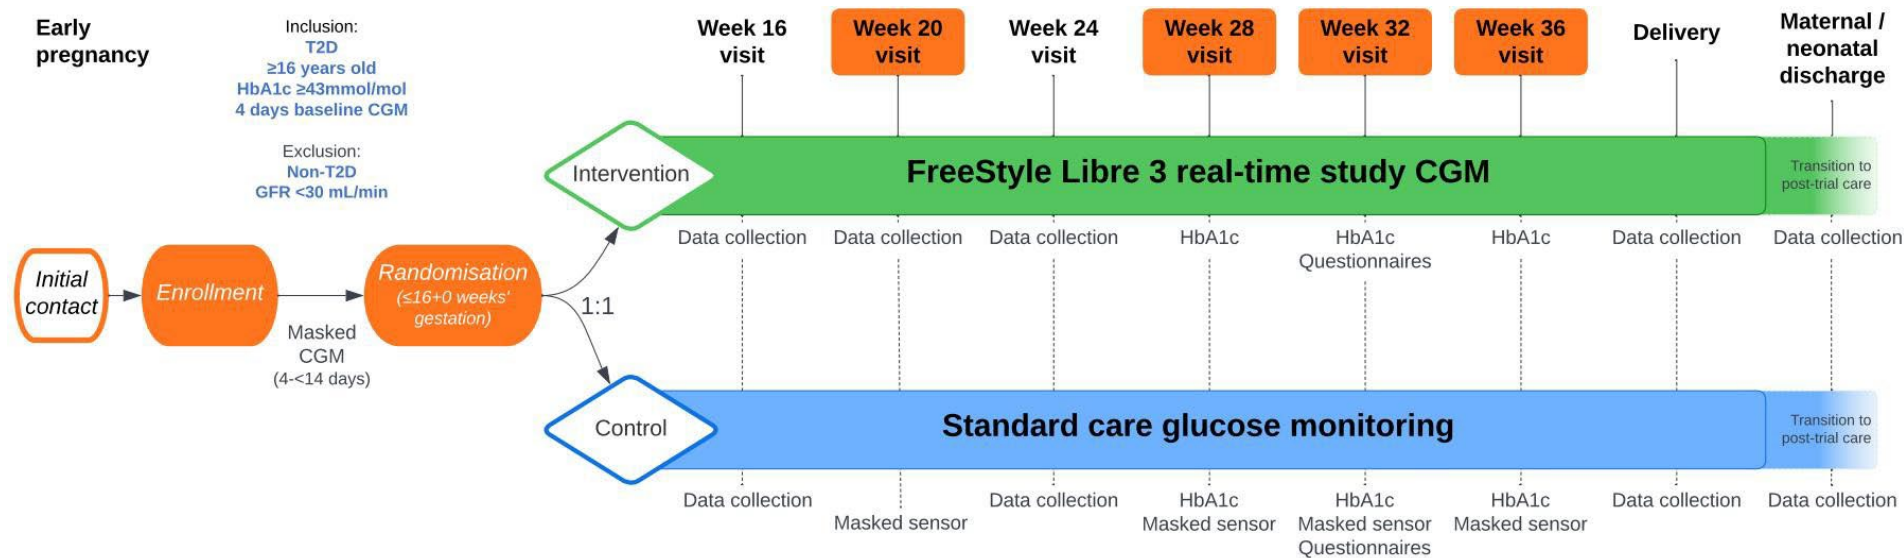 Early
pregnancy
Inclusion:
T2D
≥16 years old
HbA1c ≥43mmol/mol
4 days baseline CGM
Exclusion:
Non-T2D
GFR <30 mL/min
Week 16
visit
Week 20
visit
Week 24
visit
Week 28
visit
Week 32
visit
Week 36
visit
Delivery
Maternal /
neonatal
discharge
Initial
contact
Enrollment
Masked
CGM
(4-<14 days)
Randomisation
(≤16+0 weeks'
gestation)
1:1
Intervention
FreeStyle Libre 3 real-time study CGM
Transition to
post-trial care
Data collection
Data collection
Data collection
HbA1c
HbA1c
Questionnaires
HbA1c
Data collection
Data collection
Control
Standard care glucose monitoring
Transition to
post-trial care
Data collection
Masked sensor
Data collection
HbA1c
Masked sensor
HbA1c
Masked sensor
Questionnaires
HbA1c
Masked sensor
Data collection
Data collection